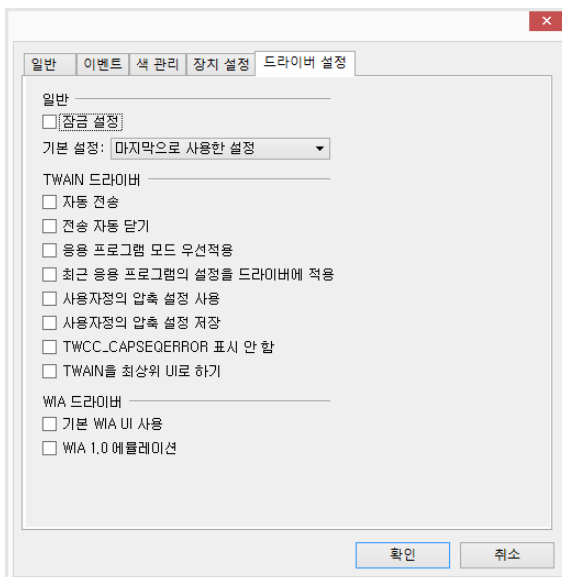 일반 이벤트 색 관리 장치 설정 드라이버 설정
일반
잠금 설정
기본 설정: 마지막으로 사용한 설정
TWAIN 드라이버
자동 전송
전송 자동 닫기
응용 프로그램 모드 우선적용
최근 응용 프로그램의 설정을 드라이버에 적용
사용자정의 압축 설정 사용
사용자정의 압축 설정 저장
TWCC_CAPSEQERROR 표시 안 함
TWAIN을 최상위 UI로 하기
WIA 드라이버
기본 WIA UI 사용
WIA 1.0 에뮬레이션
확인 취소